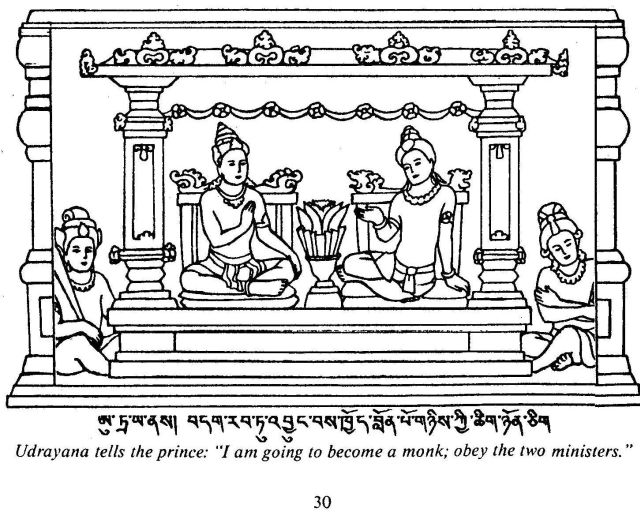 ཨུ་ཏྲ་ཡ་ནས། བདག་རབ་ཏུ་འབྱུང་བས་ཁྱོད་བློན་པོ་གཉིས་ཀྱི་ཚིག་ཉོན་ཅིག
Udrayana tells the prince: "I am going to become a monk; obey the two ministers."
30